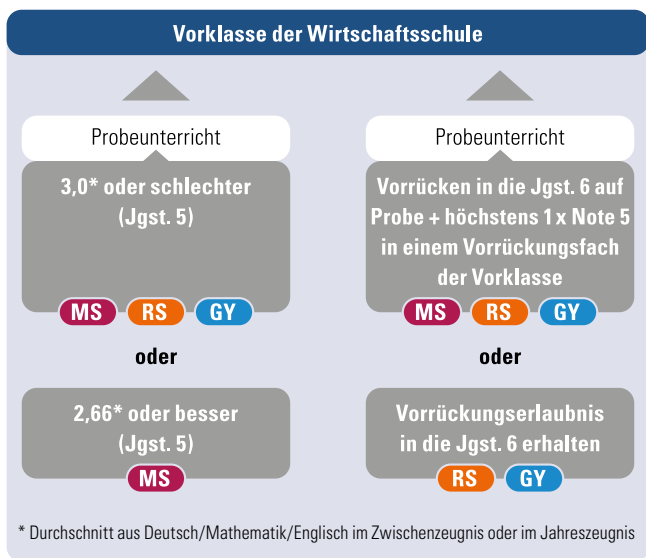 Vorklasse der Wirtschaftsschule
Probeunterricht
3,0* oder schlechter
(Jgst. 5)
MS RS GY
oder
2,66* oder besser
(Jgst. 5)
MS
Probeunterricht
Vorrücken in die Jgst. 6 auf
Probe + höchstens 1 x Note 5
in einem Vorrückungsfach
der Vorklasse
MS RS GY
oder
Vorrückungserlaubnis
in die Jgst. 6 erhalten
RS GY
* Durchschnitt aus Deutsch/Mathematik/Englisch im Zwischenzeugnis oder im Jahreszeugnis